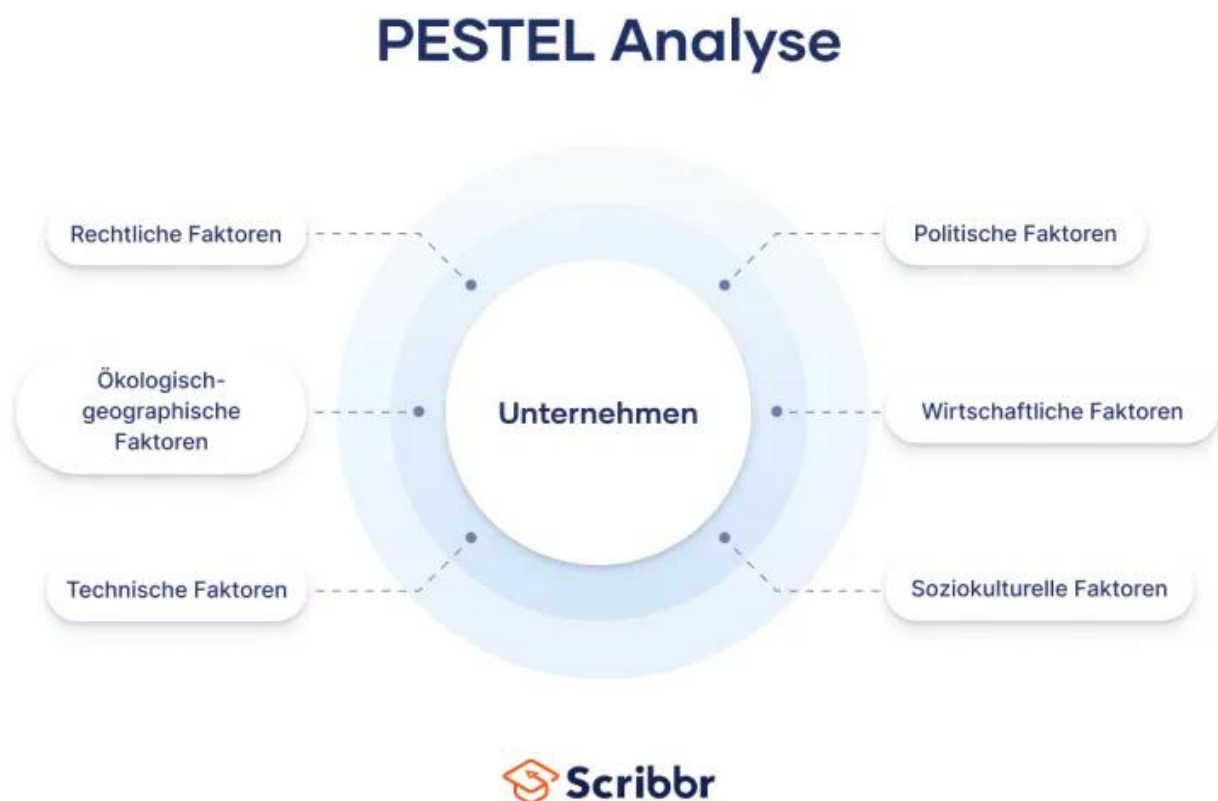 PESTEL Analyse
Rechtliche Faktoren
Politische Faktoren
Ökologisch-
geographische
Faktoren
Unternehmen
Wirtschaftliche Faktoren
Technische Faktoren
Soziokulturelle Faktoren
Scribbr